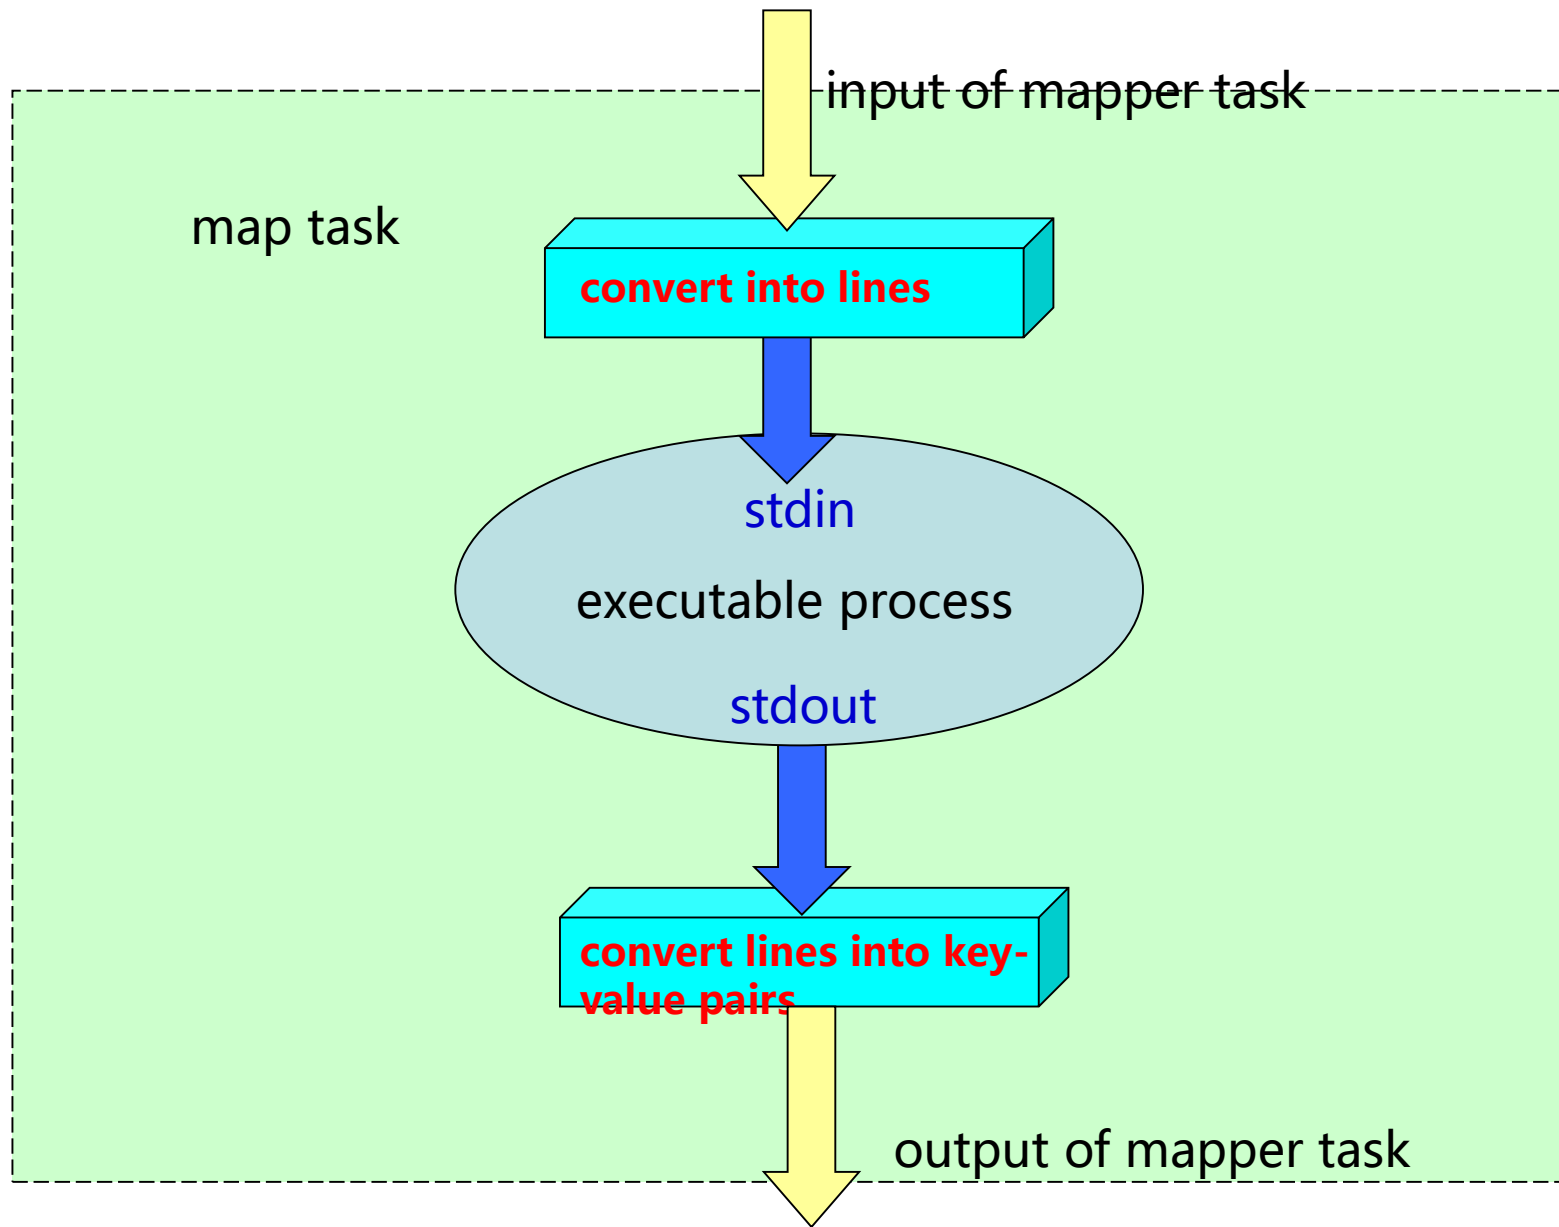 input of mapper task
map task
convert into lines
stdin
executable process
stdout
convert lines into key-
value pairs
output of mapper task